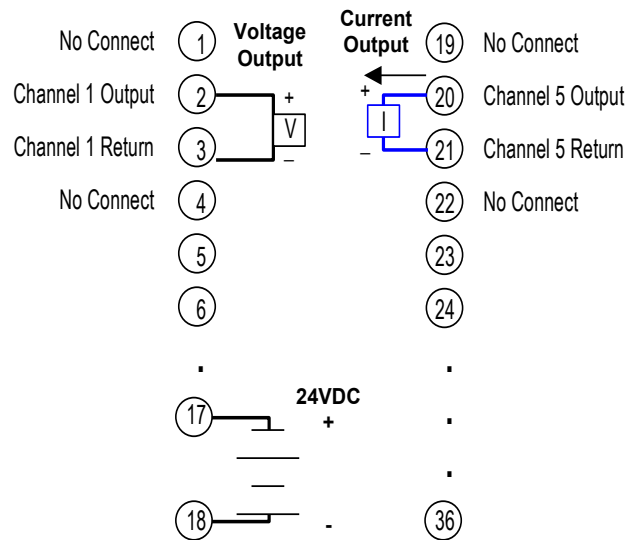 No Connect 1 Voltage Output Current Output 19 No Connect
Channel 1 Output 2 + + 20 Channel 5 Output
V I
Channel 1 Return 3 – – 21 Channel 5 Return
No Connect 4 22 No Connect
5 23
6 24
. .
17 24VDC + .
.
18 - 36